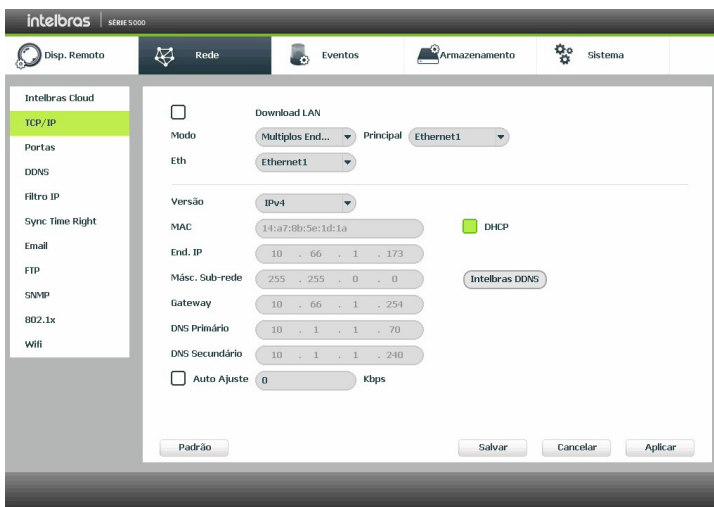 intelbras SÉRIE 5000
Disp. Remoto Rede Eventos Armazenamento Sistema
Intelbras Cloud
TCP/IP
Portas
DDNS
Filtro IP
Sync Time Right
Email
FTP
SNMP
802.1x
Wifi
Download LAN
Modo Multiplos End... Principal Ethernet1
Eth Ethernet1
Versão IPv4
MAC 14:a7:8b:5e:1d:1a DHCP
End. IP 10 . 66 . 1 . 173
Másc. Sub-rede 255 . 255 . 0 . 0 Intelbras DDNS
Gateway 10 . 66 . 1 . 254
DNS Primário 10 . 1 . 1 . 70
DNS Secundário 10 . 1 . 1 . 240
Auto Ajuste 0 Kbps
Padrão Salvar Cancelar Aplicar